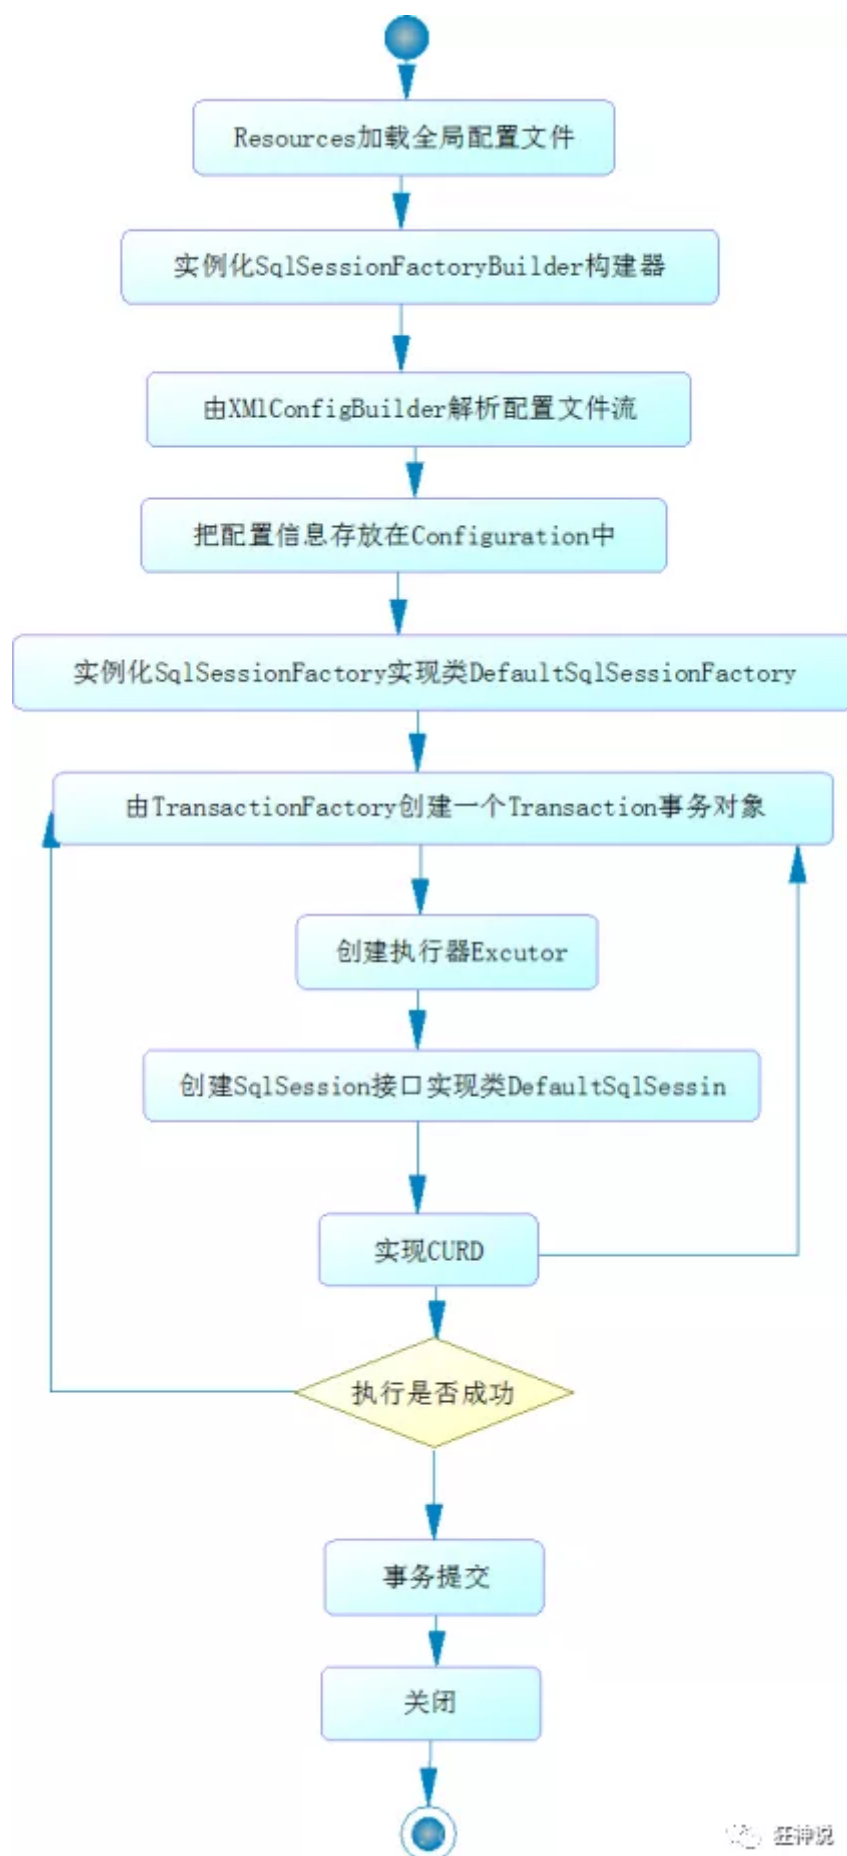 Resources加载全局配置文件
实例化SqlSessionFactoryBuilder构建器
由XMlConfigBuilder解析配置文件流
把配置信息存放在Configuration中
实例化SqlSessionFactory实现类DefaultSqlSessionFactory
由TransactionFactory创建一个Transaction事务对象
创建执行器Excutor
创建SqlSession接口实现类DefaultSqlSessin
实现CURD
执行是否成功
事务提交
关闭
狂神说